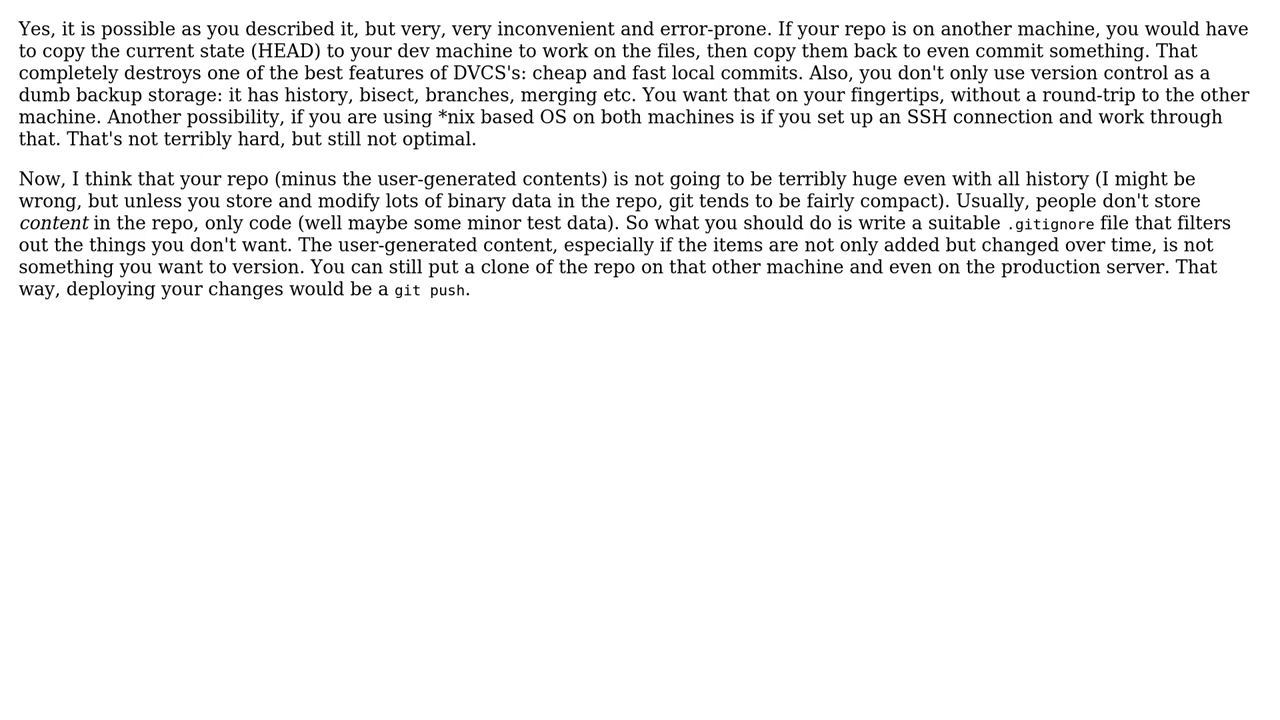 Yes, it is possible as you described it, but very, very inconvenient and error-prone. If your repo is on another machine, you would have
to copy the current state (HEAD) to your dev machine to work on the files, then copy them back to even commit something. That
completely destroys one of the best features of DVCS's: cheap and fast local commits. Also, you don't only use version control as a
dumb backup storage: it has history, bisect, branches, merging etc. You want that on your fingertips, without a round-trip to the other
machine. Another possibility, if you are using *nix based OS on both machines is if you set up an SSH connection and work through
that. That's not terribly hard, but still not optimal.
Now, I think that your repo (minus the user-generated contents) is not going to be terribly huge even with all history (I might be
wrong, but unless you store and modify lots of binary data in the repo, git tends to be fairly compact). Usually, people don't store
content in the repo, only code (well maybe some minor test data). So what you should do is write a suitable .gitignore file that filters
out the things you don't want. The user-generated content, especially if the items are not only added but changed over time, is not
something you want to version. You can still put a clone of the repo on that other machine and even on the production server. That
way, deploying your changes would be a git push.